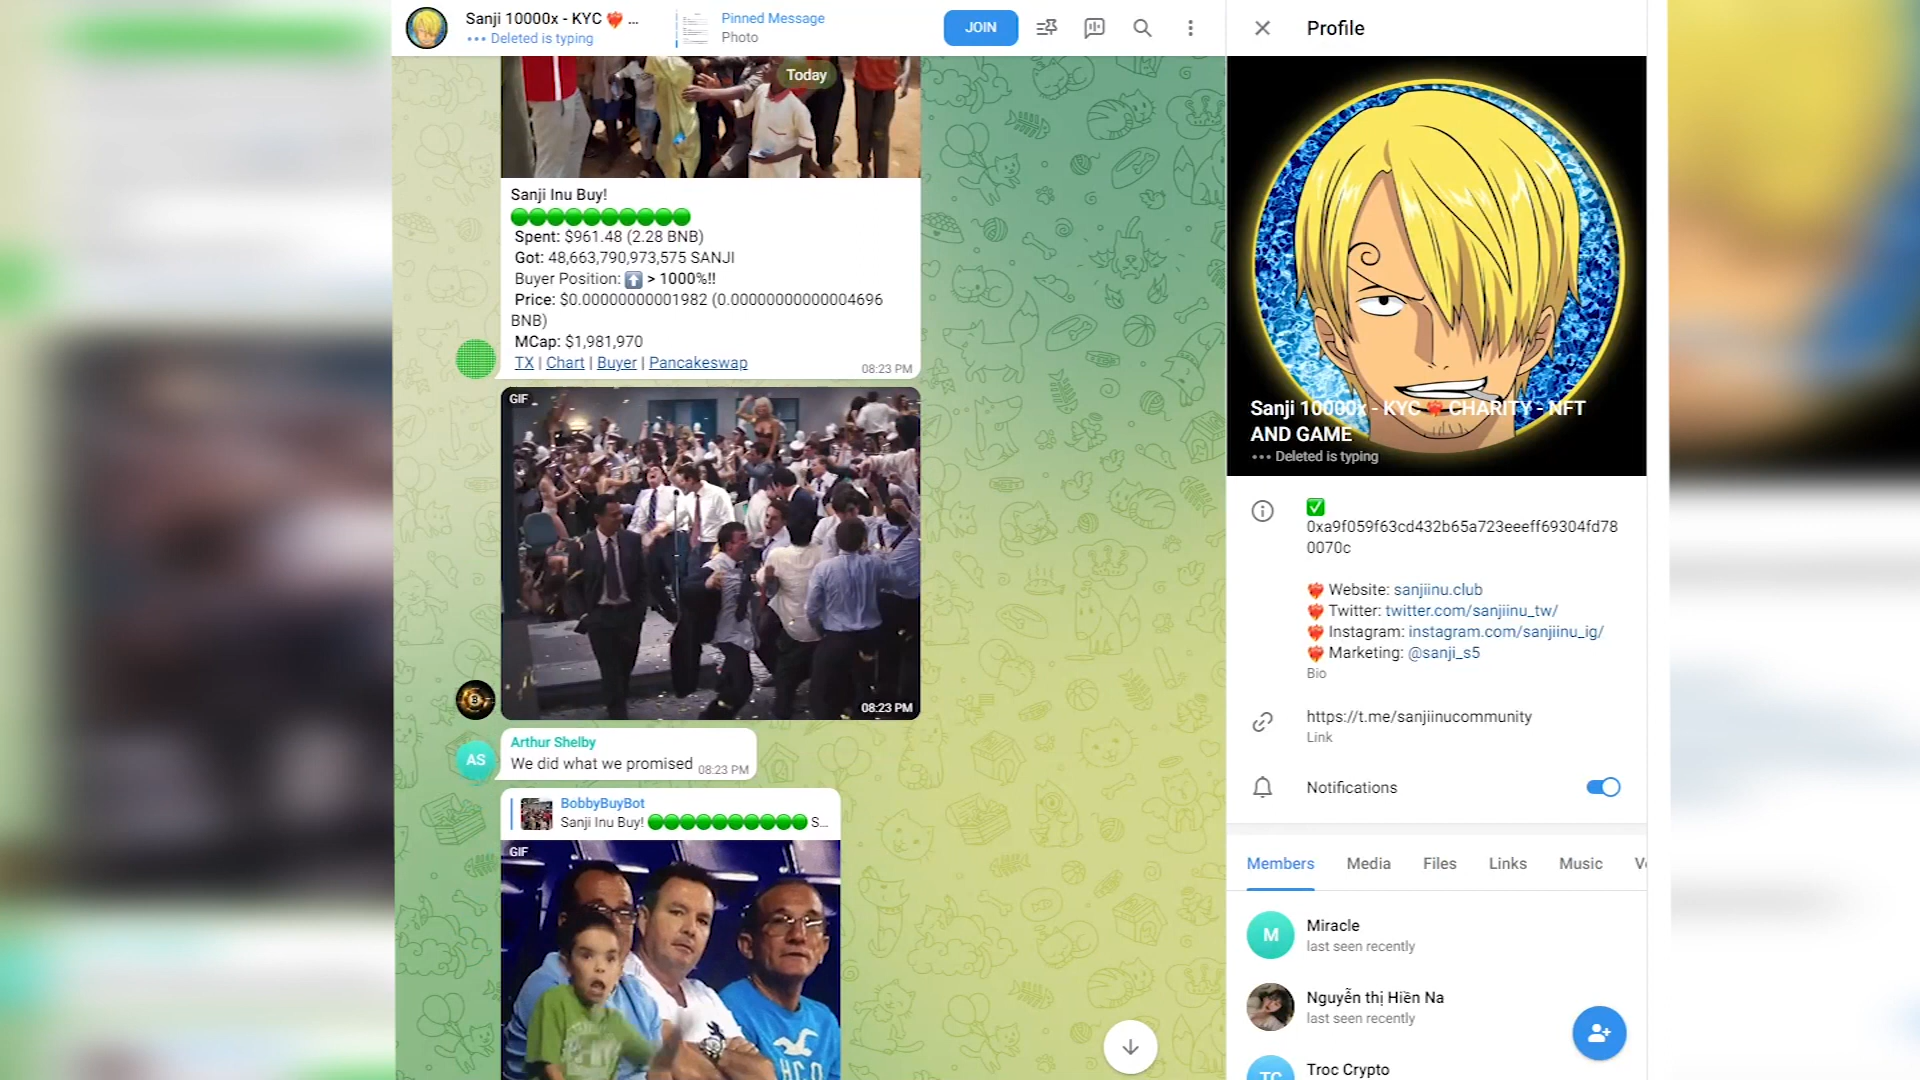 Sanji 10000x - KYC ❤️‍🔥 ...
Deleted is typing
Pinned Message
Photo
JOIN
Today
Sanji Inu Buy!
🟢🟢🟢🟢🟢🟢🟢🟢🟢🟢
Spent: $961.48 (2.28 BNB)
Got: 48,663,790,973,575 SANJI
Buyer Position: ⬆️ > 1000%!!
Price: $0.00000000001982 (0.00000000000004696
BNB)
MCap: $1,981,970
TX | Chart | Buyer | Pancakeswap
08:23 PM
GIF
08:23 PM
AS
Arthur Shelby
We did what we promised
08:23 PM
BobbyBuyBot
Sanji Inu Buy! 🟢🟢🟢🟢🟢🟢🟢🟢🟢🟢 S...
GIF
HCO
Profile
Sanji 10000x - KYC ❤️‍🔥 CHARITY - NFT
AND GAME
Deleted is typing
✅
0xa9f059f63cd432b65a723eeeff69304fd78
0070c
❤️‍🔥 Website: sanjiinu.club
❤️‍🔥 Twitter: twitter.com/sanjiinu_tw/
❤️‍🔥 Instagram: instagram.com/sanjiinu_ig/
❤️‍🔥 Marketing: @sanji_s5
Bio
https://t.me/sanjiinucommunity
Link
Notifications
Members
Media
Files
Links
Music
M
Miracle
last seen recently
Nguyễn thị Hiền Na
last seen recently
TC
Troc Crypto